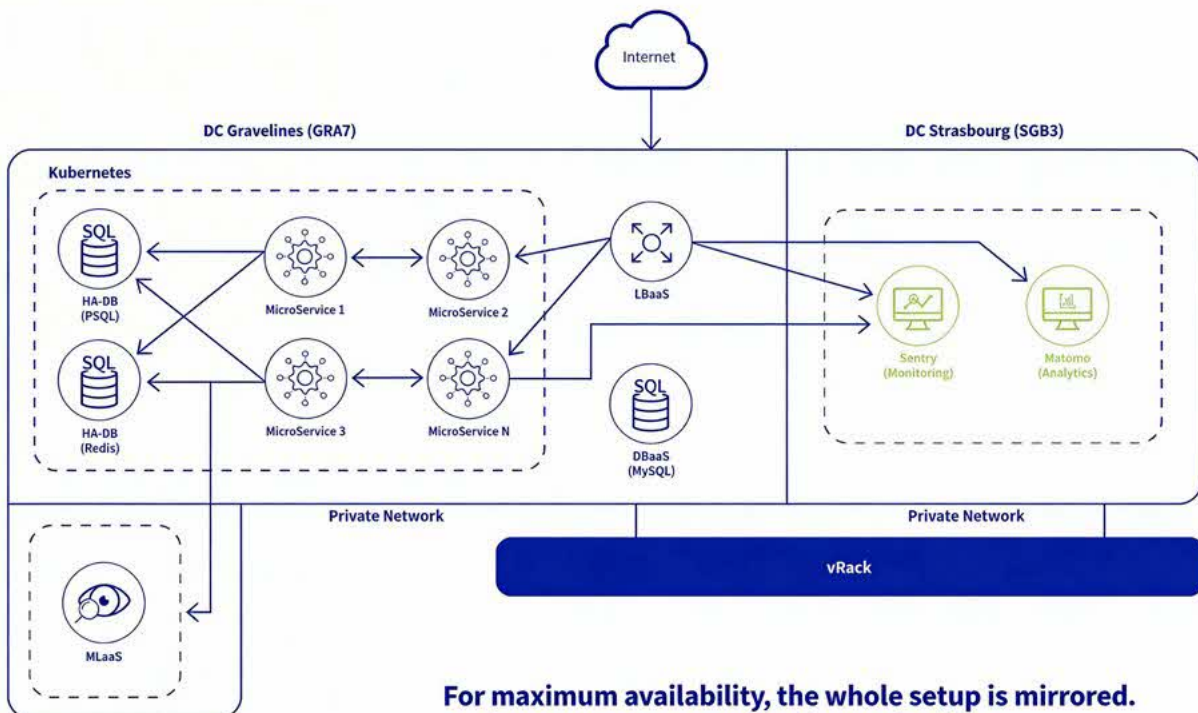 Internet
DC Gravelines (GRA7)
DC Strasbourg (SGB3)
Kubernetes
SQL
HA-DB
(PSQL)
MicroService 1
MicroService 2
LBaaS
Sentry
(Monitoring)
Matomo
(Analytics)
SQL
HA-DB
(Redis)
MicroService 3
MicroService N
SQL
DBaaS
(MySQL)
Private Network
Private Network
vRack
MLaaS
For maximum availability, the whole setup is mirrored.